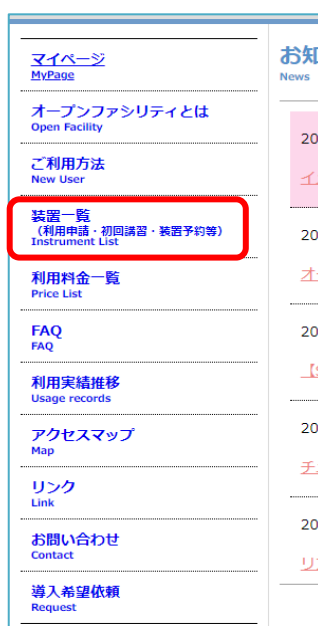 マイページ
MyPage
オープンファシリティとは
Open Facility
ご利用方法
New User
装置一覧
（利用申請・初回講習・装置予約等）
Instrument List
利用料金一覧
Price List
FAQ
FAQ
利用実績推移
Usage records
アクセスマップ
Map
リンク
Link
お問い合わせ
Contact
導入希望依頼
Request
お知
News
20
イ
20
オ
20
【S
20
チ
20
リ